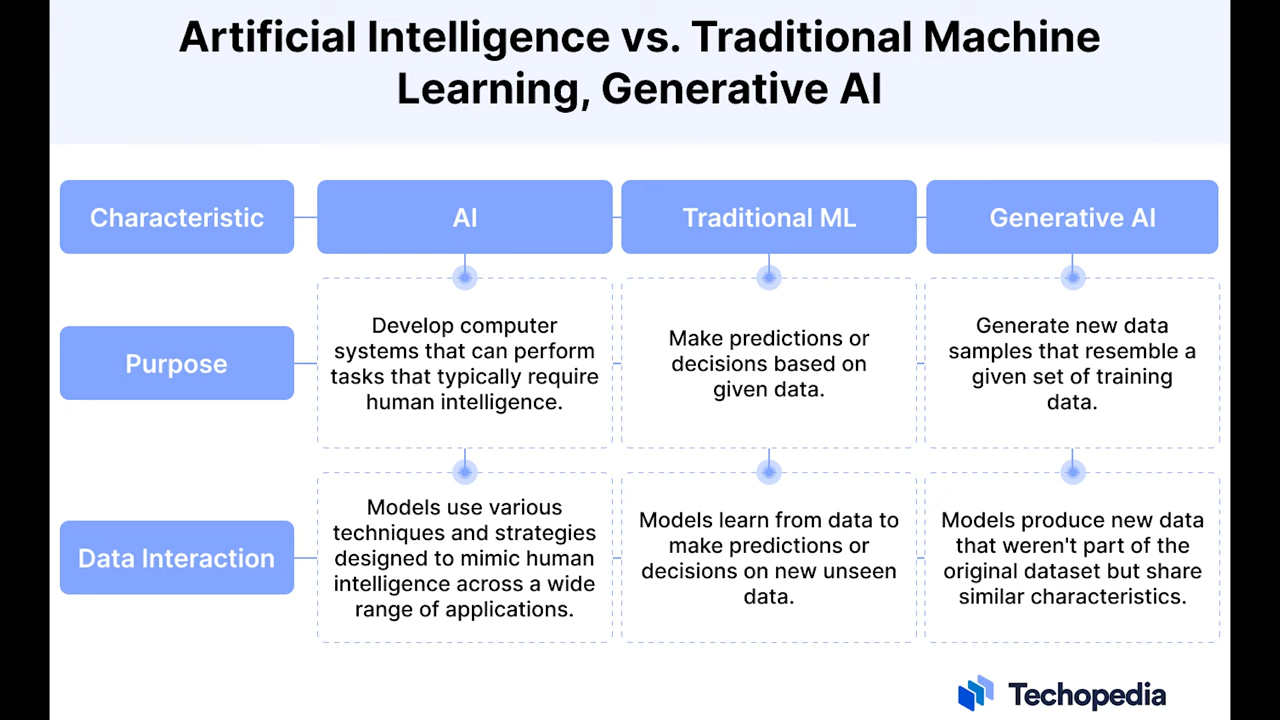 Artificial Intelligence vs. Traditional Machine
Learning, Generative AI
Characteristic
AI
Traditional ML
Generative AI
Purpose
Develop computer
systems that can perform
tasks that typically require
human intelligence.
Make predictions or
decisions based on
given data.
Generate new data
samples that resemble a
given set of training
data.
Data Interaction
Models use various
techniques and strategies
designed to mimic human
intelligence across a wide
range of applications.
Models learn from data to
make predictions or
decisions on new unseen
data.
Models produce new data
that weren't part of the
original dataset but share
similar characteristics.
Techopedia